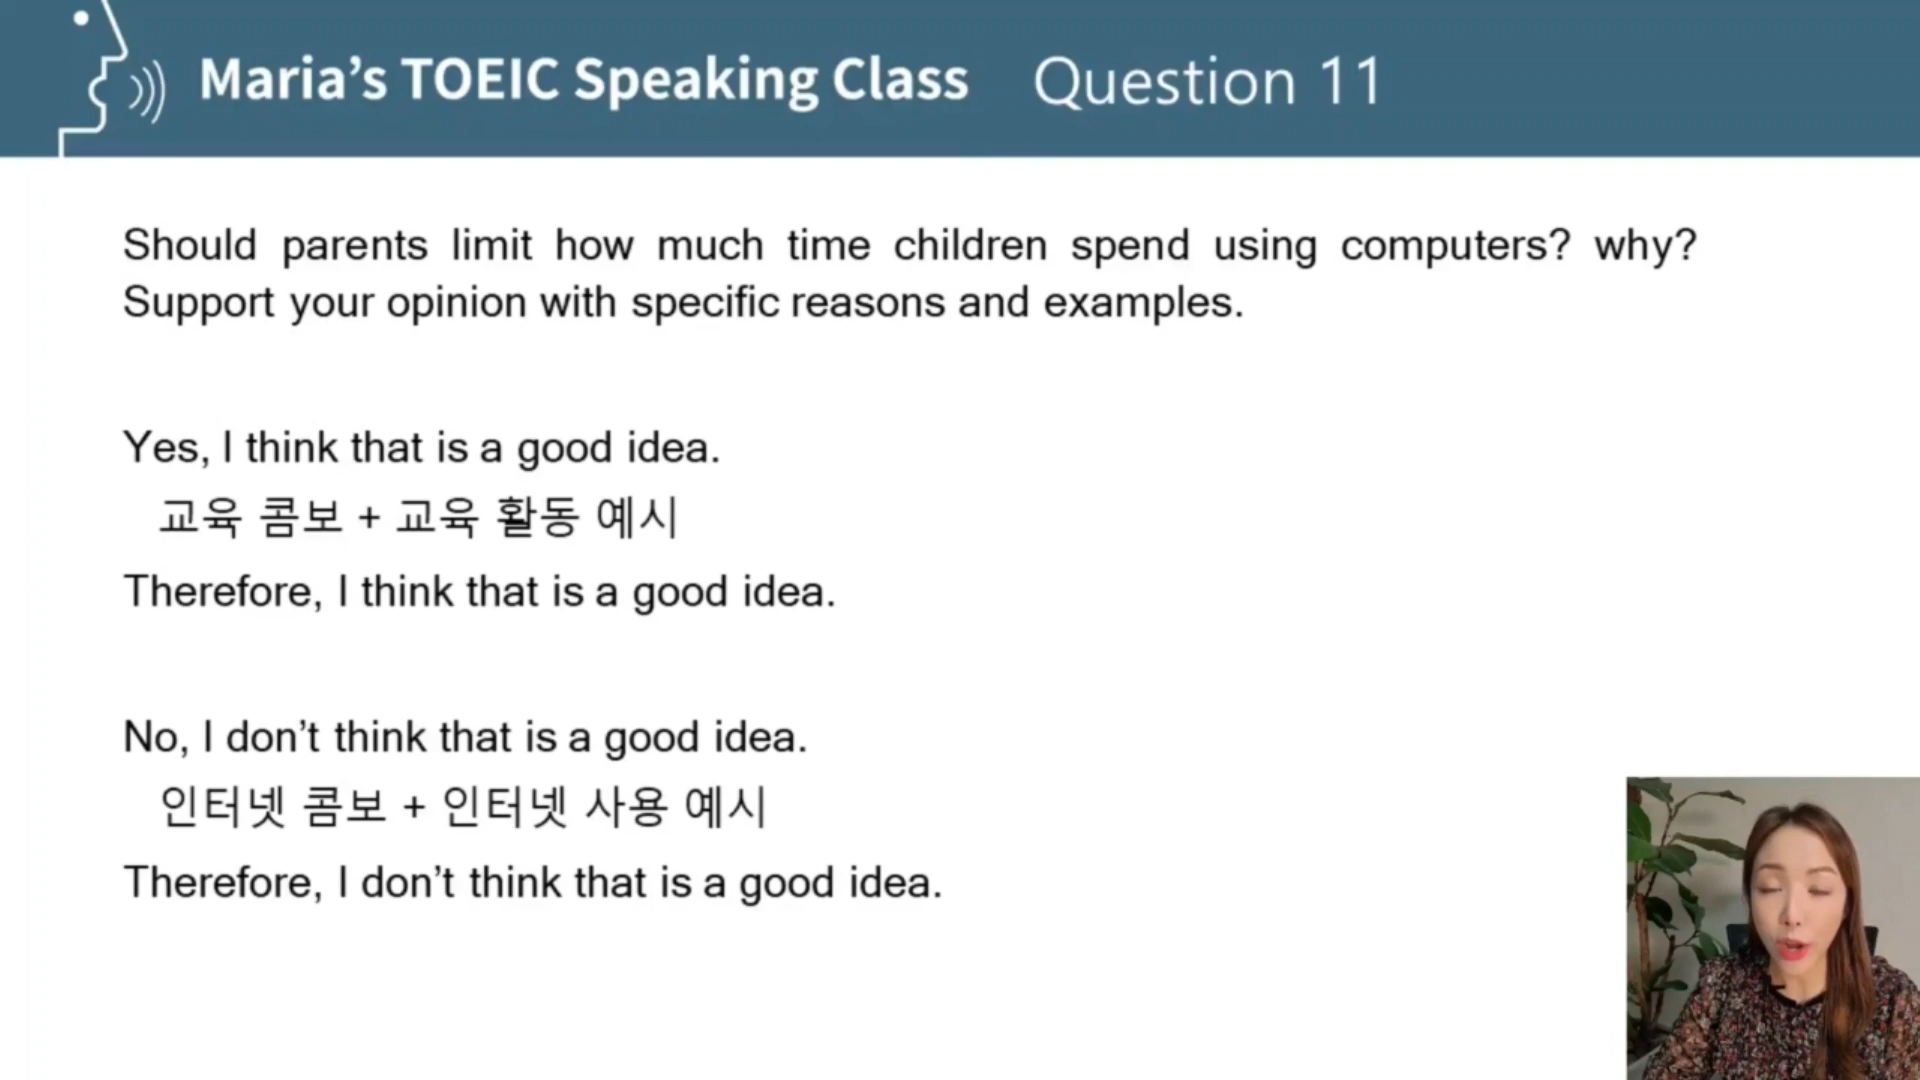 Maria's TOEIC Speaking Class Question 11
Should parents limit how much time children spend using computers? why?
Support your opinion with specific reasons and examples.
Yes, I think that is a good idea.
교육 콤보 + 교육 활동 예시
Therefore, I think that is a good idea.
No, I don't think that is a good idea.
인터넷 콤보 + 인터넷 사용 예시
Therefore, I don't think that is a good idea.